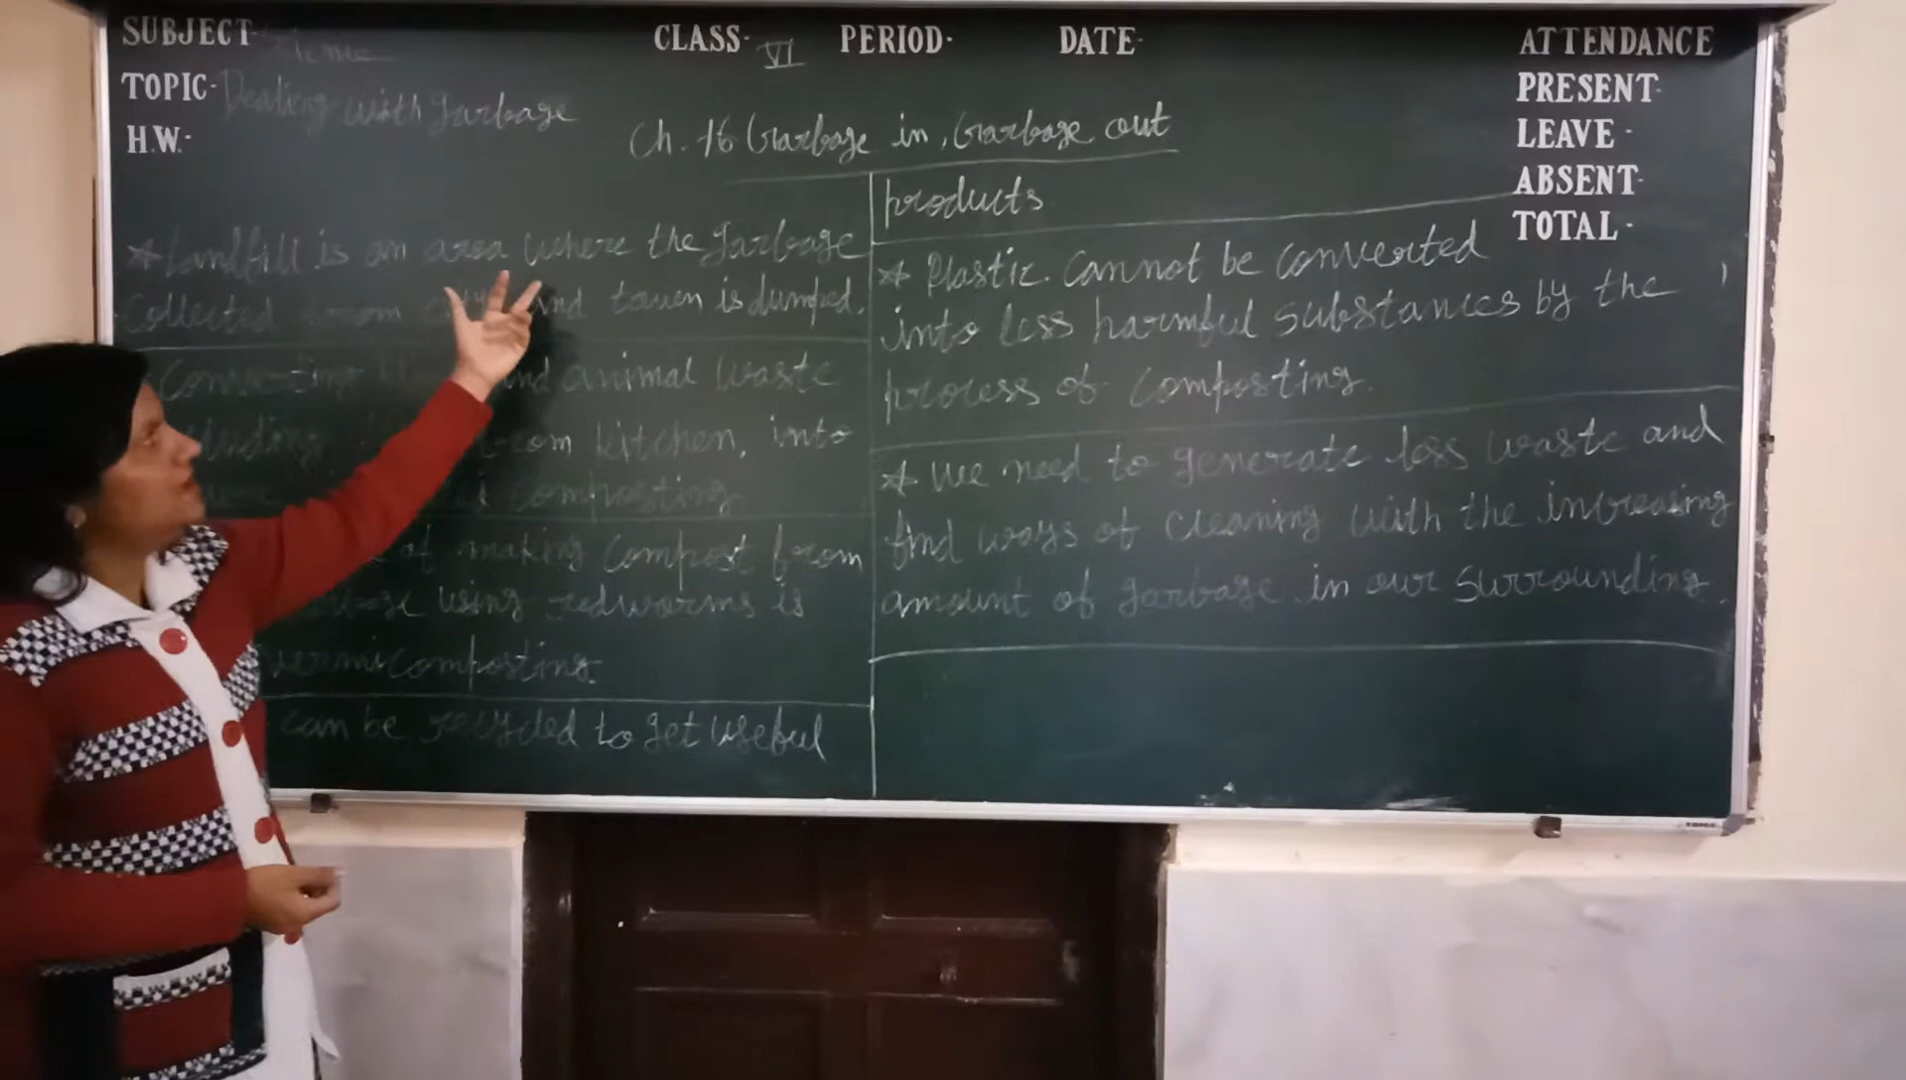 SUBJECT-
CLASS- VI
PERIOD-
DATE-
ATTENDANCE
TOPIC- Dealing with garbage
PRESENT-
H.W.-
LEAVE -
Ch. 16 Garbage in, Garbage out
ABSENT-
TOTAL-
* Landfill is an area where the garbage
collected from and town is dumped.
Converting and animal waste
kitchen, into
composting
of making compost from
using redworms is
vermicomposting.
can be recycled to get useful
products
* Plastic cannot be converted
into less harmful substances by the
process of composting.
* We need to generate less waste and
find ways of cleaning with the increasing
amount of garbage in our surrounding.